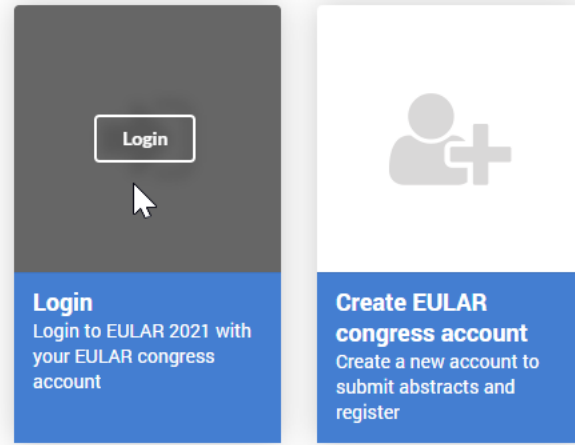 Login
Login
Login to EULAR 2021 with
your EULAR congress
account
Create EULAR
congress account
Create a new account to
submit abstracts and
register